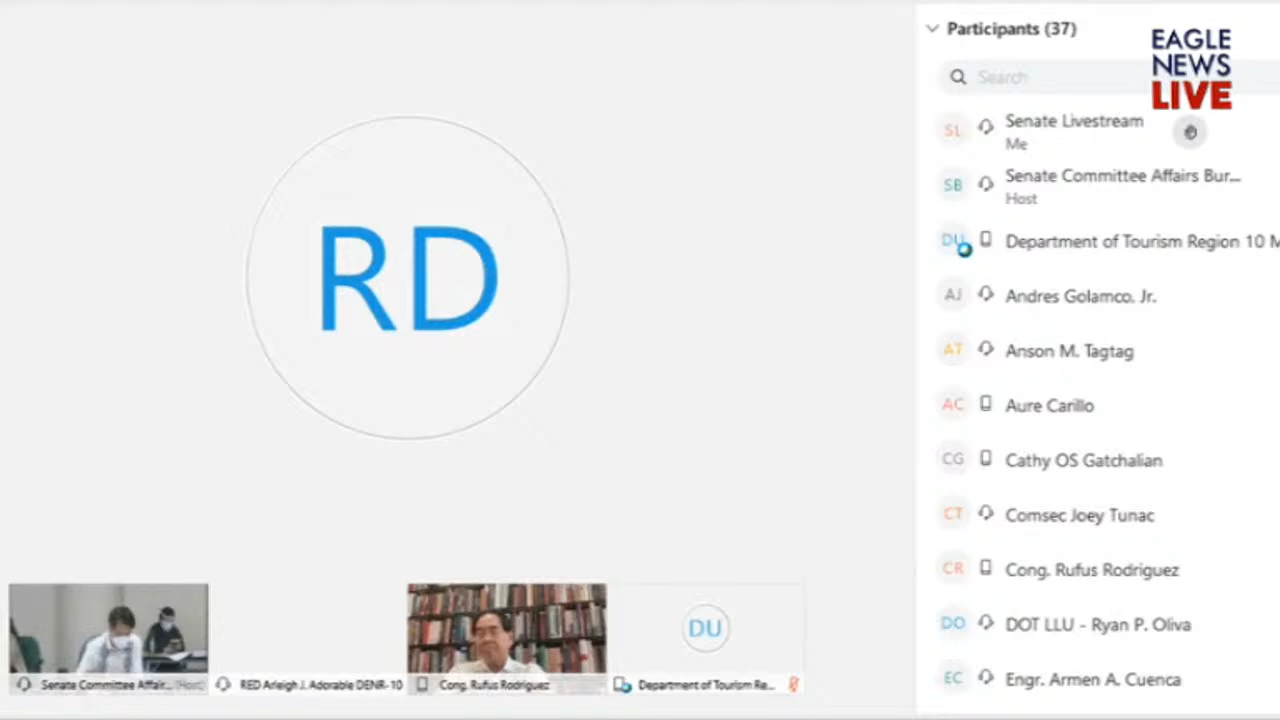 Participants (37)
EAGLE
NEWS
LIVE
Search
RD
SL
Senate Livestream
Me
SB
Senate Committee Affairs Bur...
Host
DU
Department of Tourism Region 10 M
AJ
Andres Golamco, Jr.
AT
Anson M. Tagtag
AC
Aure Carillo
CG
Cathy OS Gatchalian
CT
Comsec Joey Tunac
CR
Cong. Rufus Rodriguez
DO
DOT LLU - Ryan P. Oliva
EC
Engr. Armen A. Cuenca
DU
Senate Committee Affair... (Host)
RED Arleigh J. Adorable DENR-10
Cong. Rufus Rodriguez
Department of Tourism Re...